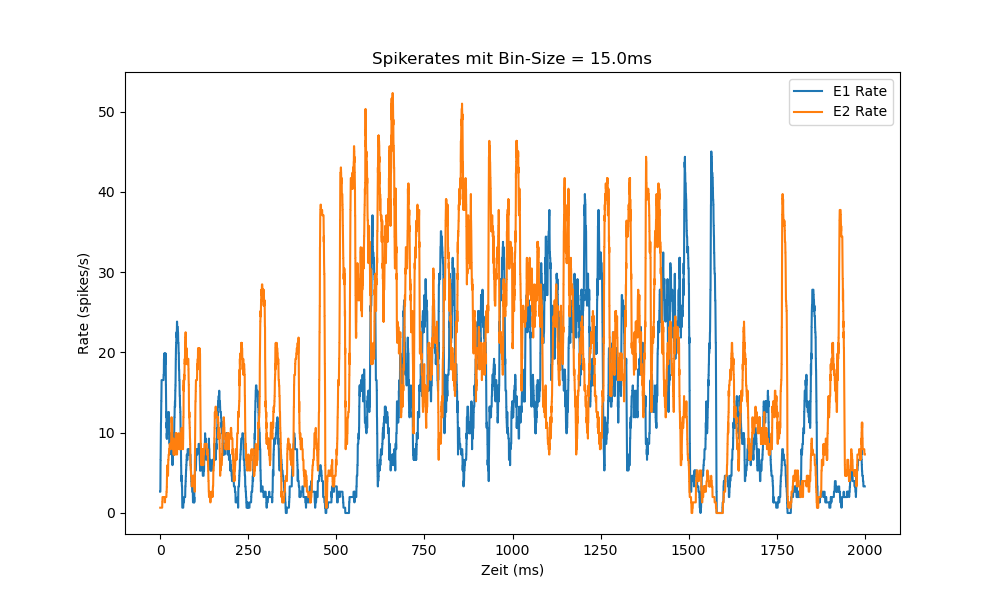 Spikerates mit Bin-Size = 15.0ms
E1 Rate
E2 Rate
50
40
30
20
10
0
Rate (spikes/s)
0 250 500 750 1000 1250 1500 1750 2000
Zeit (ms)